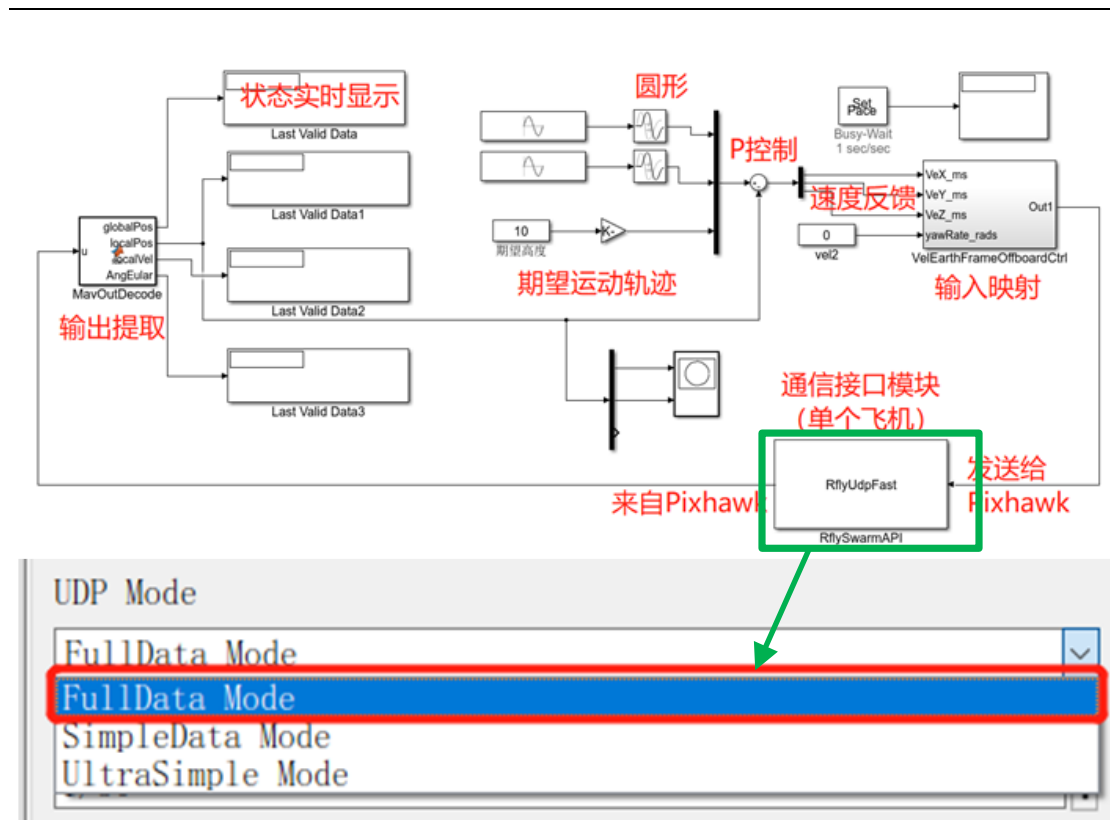 状态实时显示
Last Valid Data
Last Valid Data1
Last Valid Data2
Last Valid Data3
globalPos
localPos
localVel
AngEular
u
MavOutDecode
输出提取
圆形
10
期望高度
K-
期望运动轨迹
P控制
速度反馈
0
vel2
Set
Pace
Busy-Wait
1 sec/sec
VeX_ms
VeY_ms
VeZ_ms
yawRate_rads
Out1
VelEarthFrameOffboardCtrl
输入映射
通信接口模块
(单个飞机)
RflyUdpFast
RflySwarmAPI
来自Pixhawk
发送给
Pixhawk
UDP Mode
FullData Mode
FullData Mode
SimpleData Mode
UltraSimple Mode